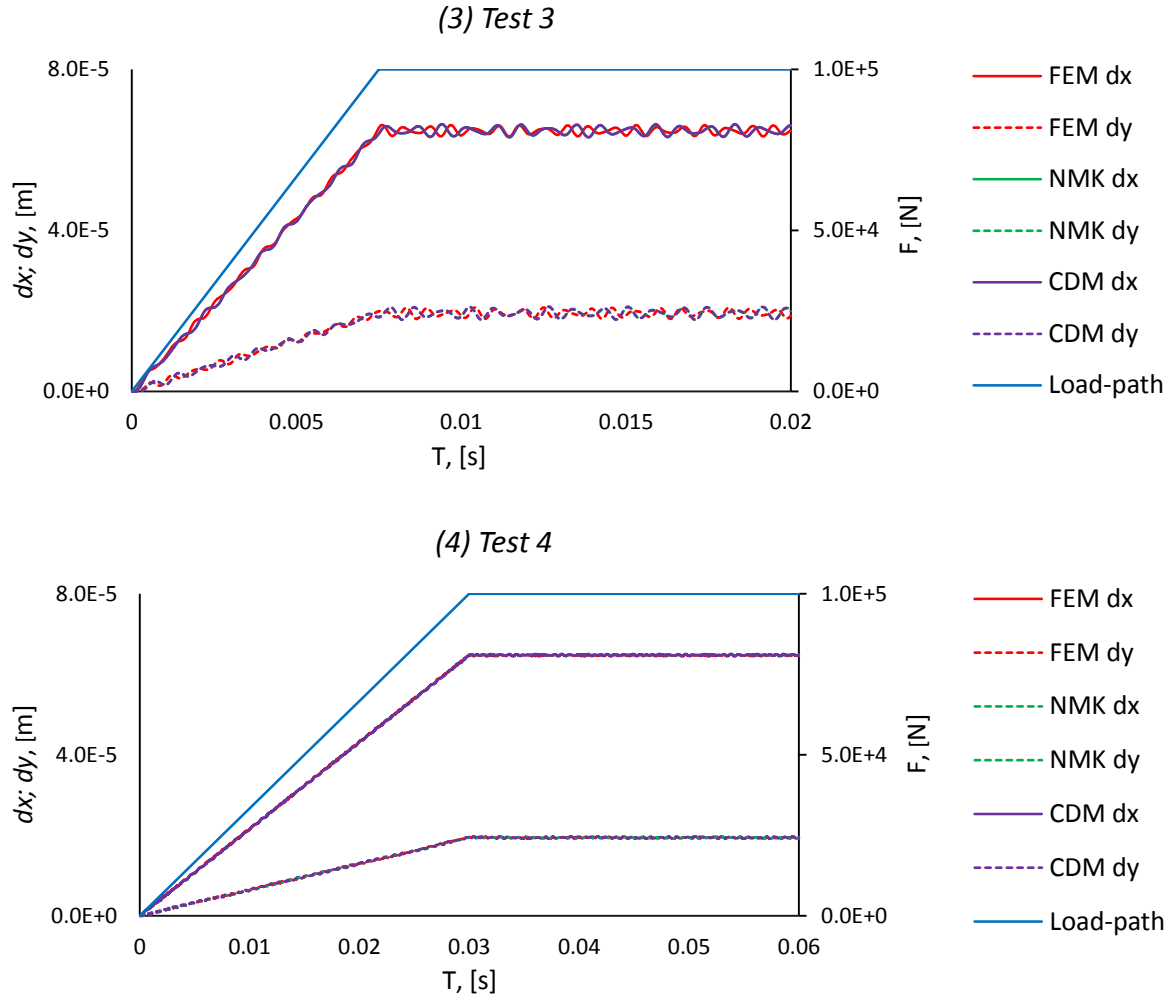 (3) Test 3
8.0E-5
4.0E-5
0.0E+0
dx; dy, [m]
1.0E+5
5.0E+4
0.0E+0
F, [N]
0
0.005
0.01
0.015
0.02
T, [s]
FEM dx
FEM dy
NMK dx
NMK dy
CDM dx
CDM dy
Load-path
(4) Test 4
8.0E-5
4.0E-5
0.0E+0
dx; dy, [m]
1.0E+5
5.0E+4
0.0E+0
F, [N]
0
0.01
0.02
0.03
0.04
0.05
0.06
T, [s]
FEM dx
FEM dy
NMK dx
NMK dy
CDM dx
CDM dy
Load-path